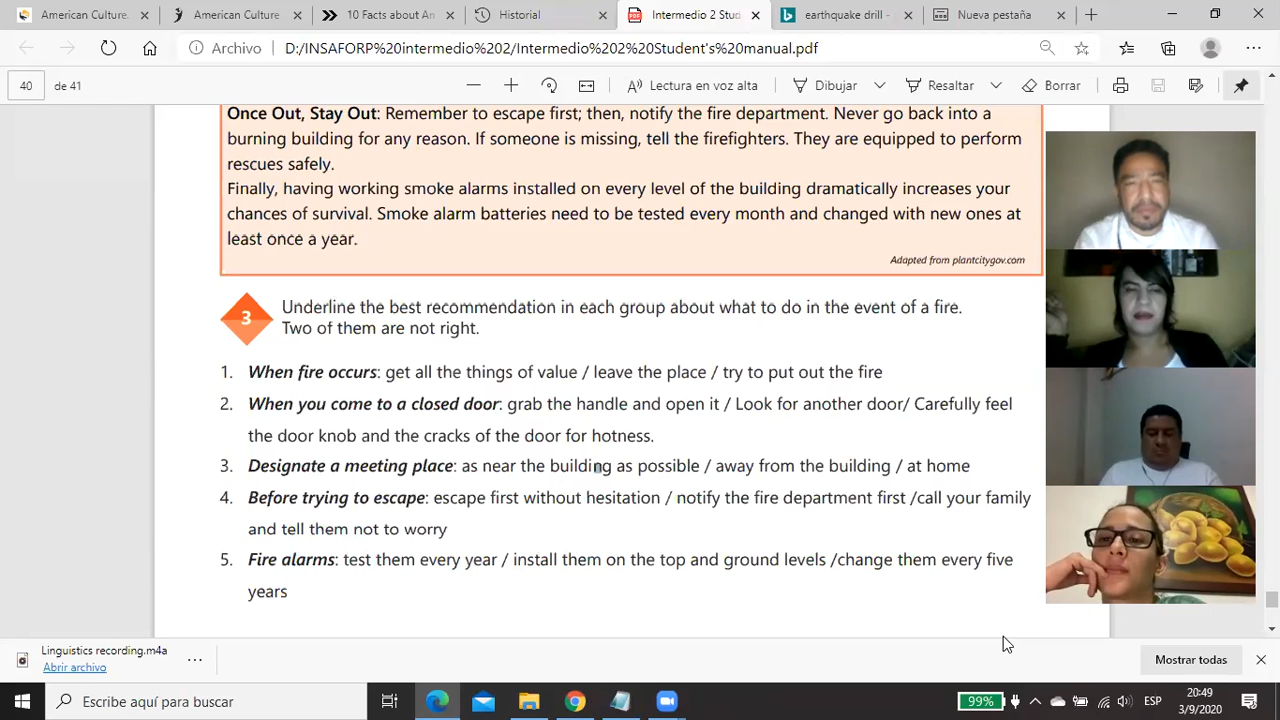 American Culture.
American Culture
10 Facts about An
Historial
Intermedio 2 Stud
earthquake drill -
Nueva pestaña
Archivo
D:/INSAFORP%20intermedio%202/Intermedio%202%20Student's%20manual.pdf
40 de 41
Lectura en voz alta
Dibujar
Resaltar
Borrar
Once Out, Stay Out: Remember to escape first; then, notify the fire department. Never go back into a
burning building for any reason. If someone is missing, tell the firefighters. They are equipped to perform
rescues safely.
Finally, having working smoke alarms installed on every level of the building dramatically increases your
chances of survival. Smoke alarm batteries need to be tested every month and changed with new ones at
least once a year.
Adapted from plantcitygov.com
3
Underline the best recommendation in each group about what to do in the event of a fire.
Two of them are not right.
1. When fire occurs: get all the things of value / leave the place / try to put out the fire
2. When you come to a closed door: grab the handle and open it / Look for another door/ Carefully feel
the door knob and the cracks of the door for hotness.
3. Designate a meeting place: as near the building as possible / away from the building / at home
4. Before trying to escape: escape first without hesitation / notify the fire department first /call your family
and tell them not to worry
5. Fire alarms: test them every year / install them on the top and ground levels /change them every five
years
Linguistics recording.m4a
Abrir archivo
Mostrar todas
Escribe aquí para buscar
99%
ESP
20:49
3/9/2020